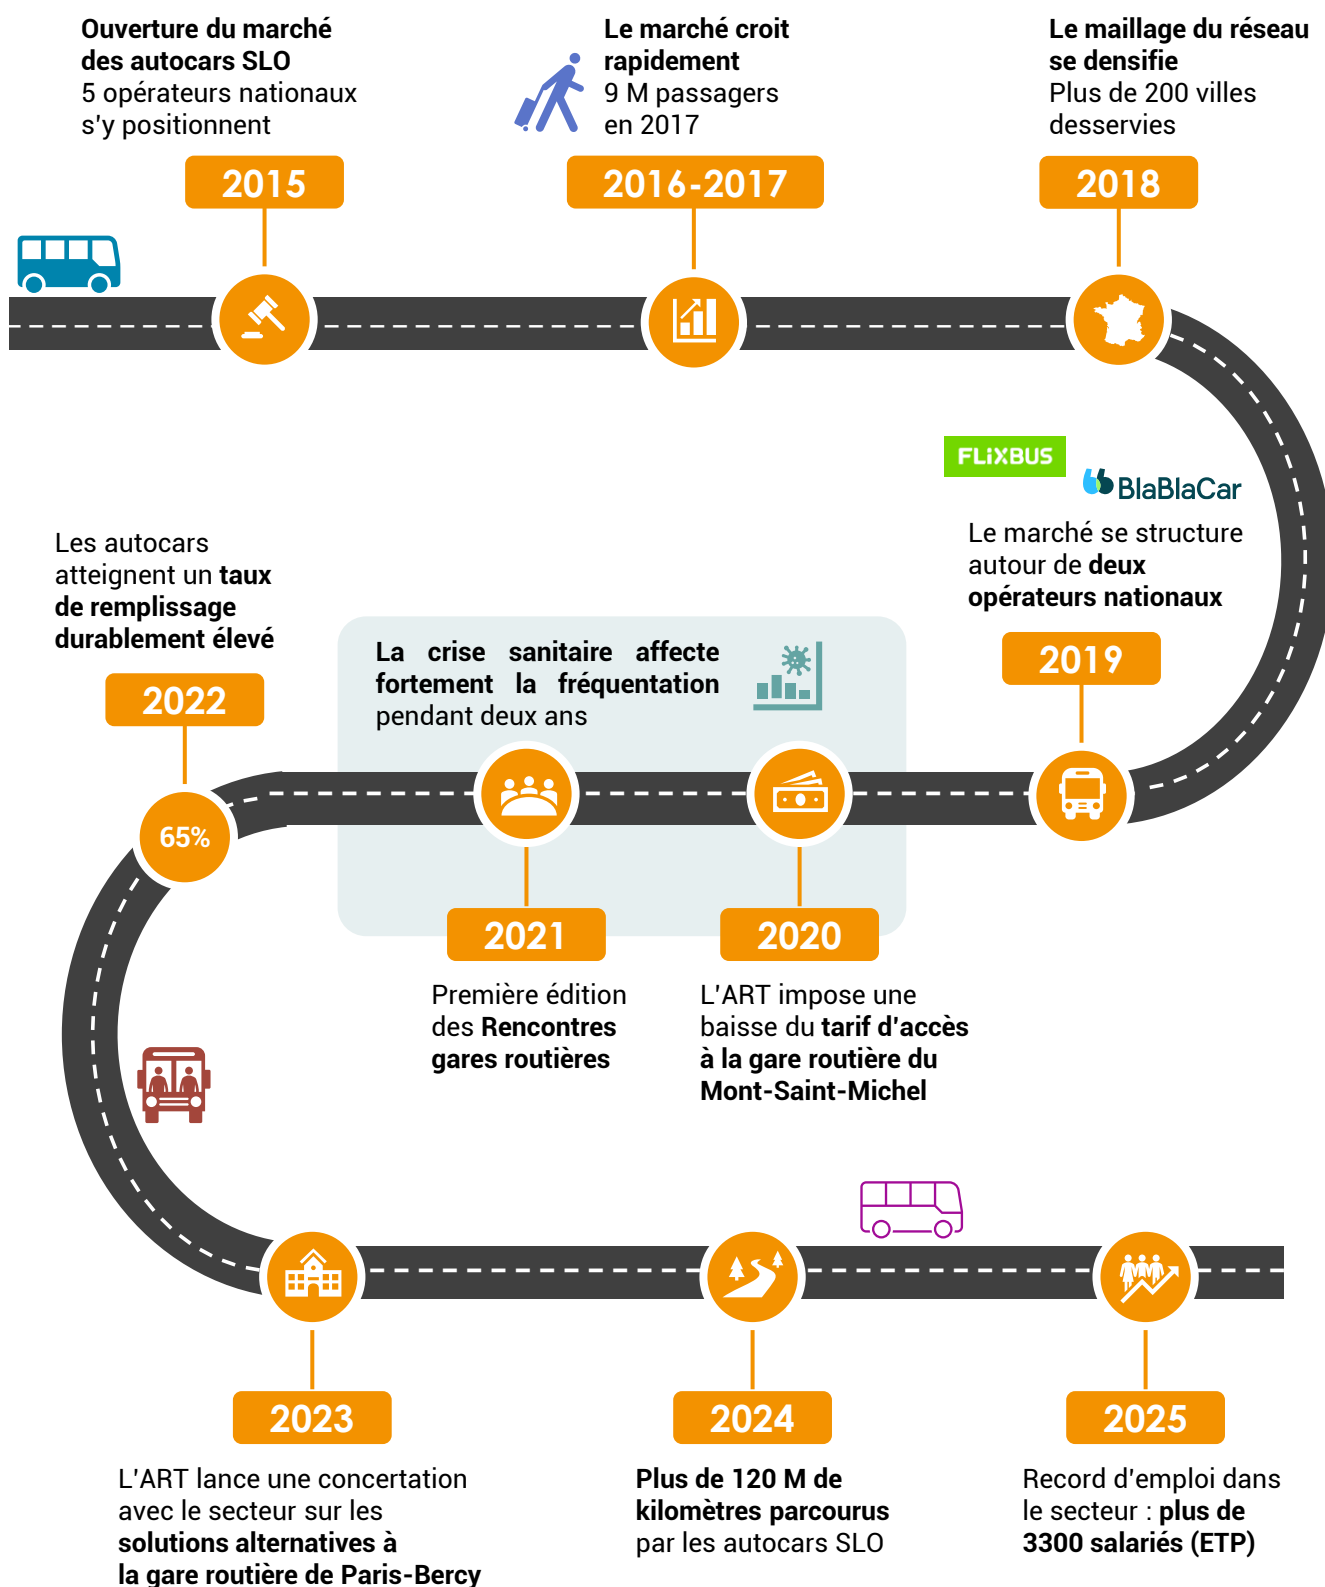 Ouverture du marché
des autocars SLO
5 opérateurs nationaux
s'y positionnent
2015
Le marché croit
rapidement
9 M passagers
en 2017
2016-2017
Le maillage du réseau
se densifie
Plus de 200 villes
desservies
2018
FLiXBUS
BlaBlaCar
Le marché se structure
autour de deux
opérateurs nationaux
2019
La crise sanitaire affecte
fortement la fréquentation
pendant deux ans
2020
L'ART impose une
baisse du tarif d'accès
à la gare routière du
Mont-Saint-Michel
2021
Première édition
des Rencontres
gares routières
Les autocars
atteignent un taux
de remplissage
durablement élevé
2022
65%
2023
L'ART lance une concertation
avec le secteur sur les
solutions alternatives à
la gare routière de Paris-Bercy
2024
Plus de 120 M de
kilomètres parcourus
par les autocars SLO
2025
Record d'emploi dans
le secteur : plus de
3300 salariés (ETP)